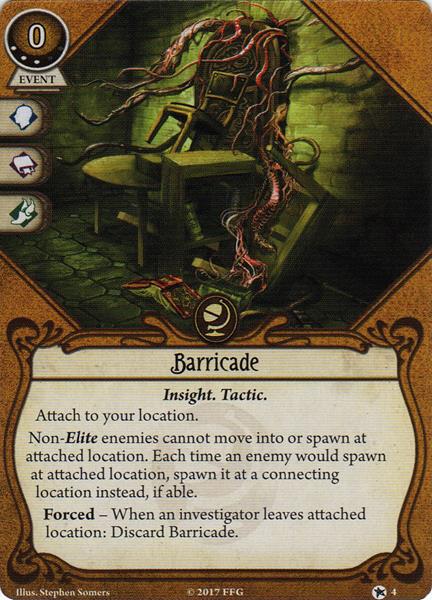 0
EVENT
Barricade
Insight. Tactic.
Attach to your location.
Non-Elite enemies cannot move into or spawn at
attached location. Each time an enemy would spawn
at attached location, spawn it at a connecting
location instead, if able.
Forced – When an investigator leaves attached
location: Discard Barricade.
Illus. Stephen Somers
© 2017 FFG
4